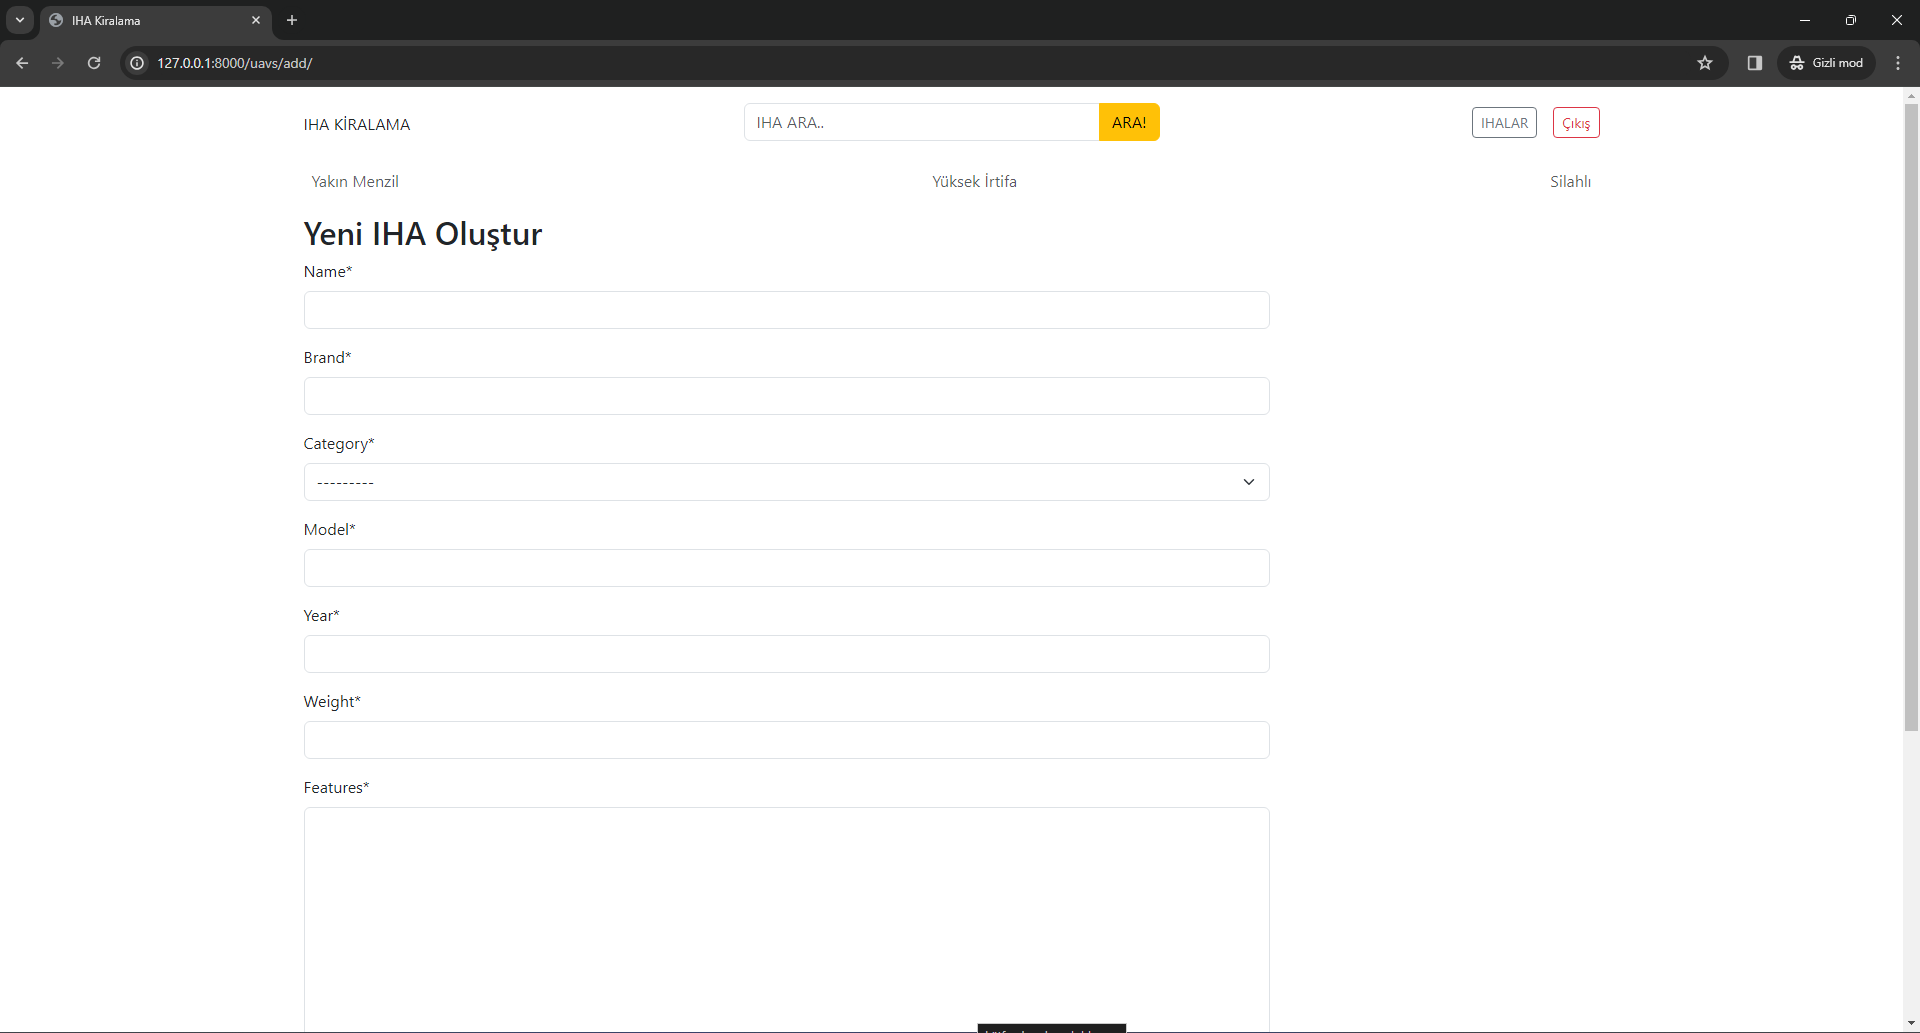 IHA Kiralama
127.0.0.1:8000/uavs/add/
Gizli mod
IHA KİRALAMA
IHA ARA..
ARA!
IHALAR
Çıkış
Yakın Menzil
Yüksek İrtifa
Silahlı
Yeni IHA Oluştur
Name*
Brand*
Category*
---------
Model*
Year*
Weight*
Features*